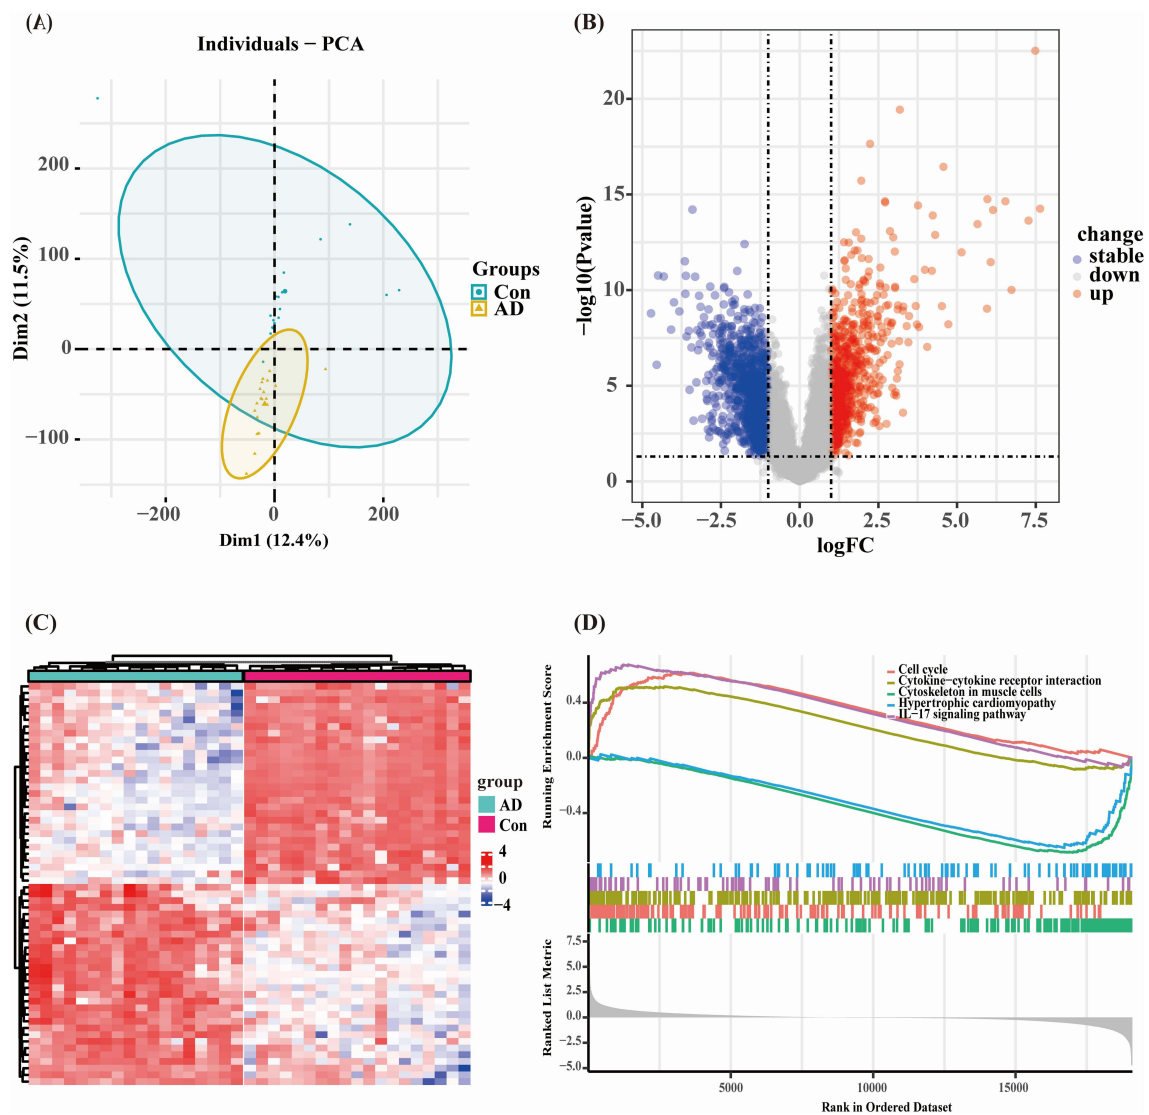 (A)
Individuals − PCA
Dim2 (11.5%)
200
100
0
−100
−200
0
200
Dim1 (12.4%)
Groups
Con
AD
(B)
−log10(Pvalue)
20
15
10
5
0
−5.0
−2.5
0.0
2.5
5.0
7.5
logFC
change
stable
down
up
(C)
group
AD
Con
4
0
−4
(D)
Running Enrichment Score
0.4
0.0
−0.4
Cell cycle
Cytokine−cytokine receptor interaction
Cytoskeleton in muscle cells
Hypertrophic cardiomyopathy
IL−17 signaling pathway
Ranked List Metric
7.5
5.0
2.5
0.0
−2.5
−5.0
5000
10000
15000
Rank in Ordered Dataset